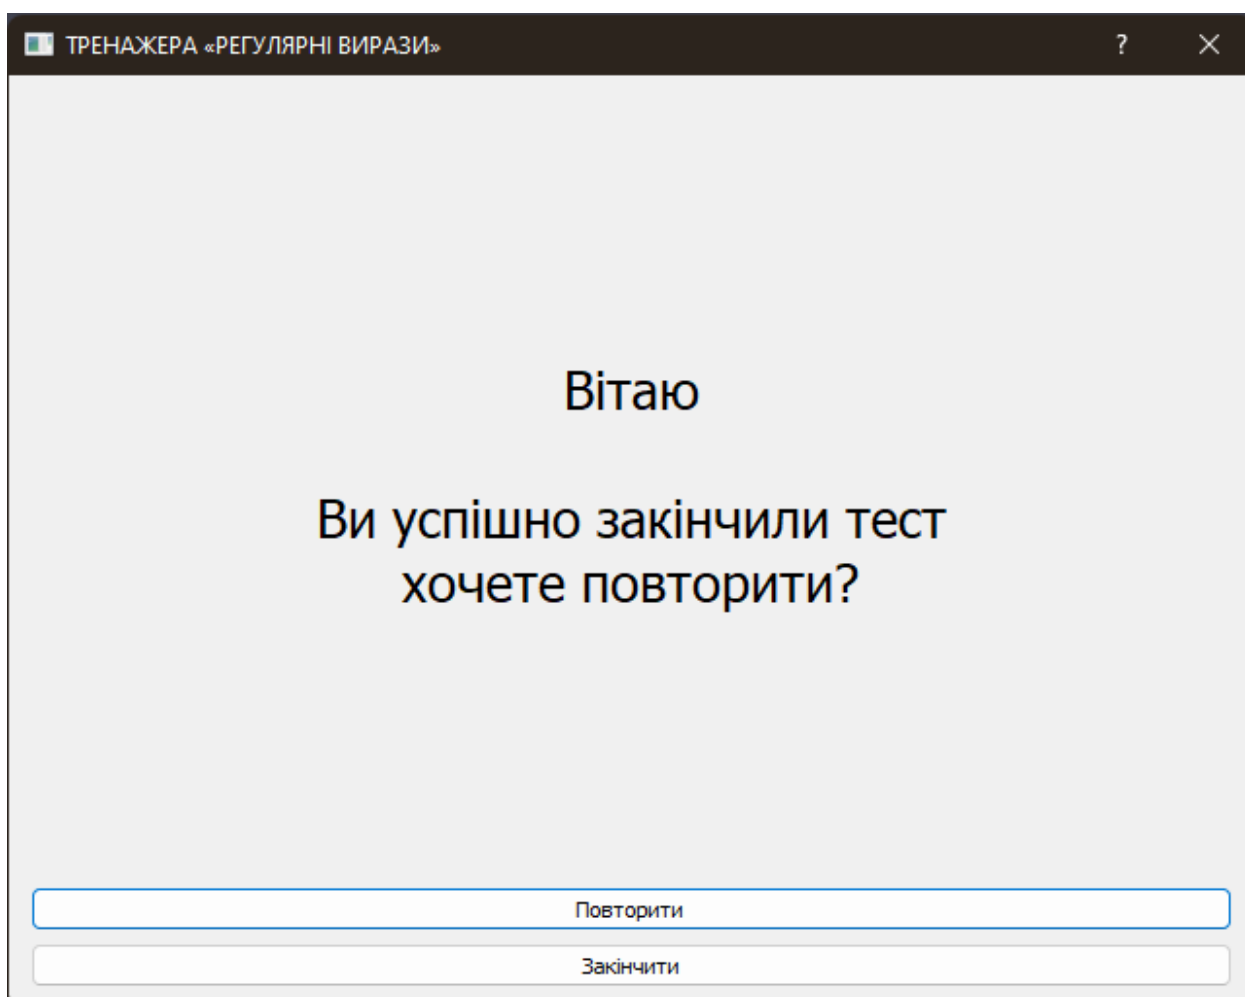 ТРЕНАЖЕРА «РЕГУЛЯРНІ ВИРАЗИ»
?
Вітаю
Ви успішно закінчили тест
хочете повторити?
Повторити
Закінчити